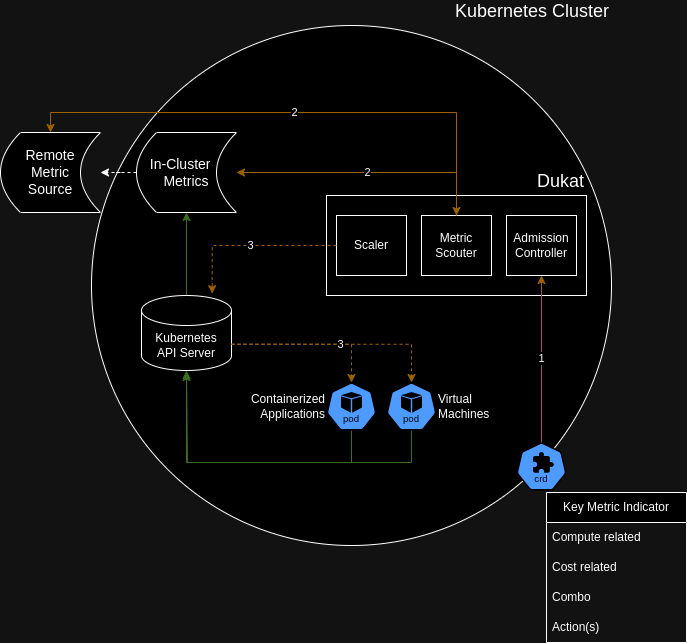 Kubernetes Cluster
2
Remote
Metric
Source
In-Cluster
Metrics
2
Dukat
Scaler
Metric
Scouter
Admission
Controller
3
Kubernetes
API Server
3
1
Containerized
Applications
pod
pod
Virtual
Machines
crd
Key Metric Indicator
Compute related
Cost related
Combo
Action(s)